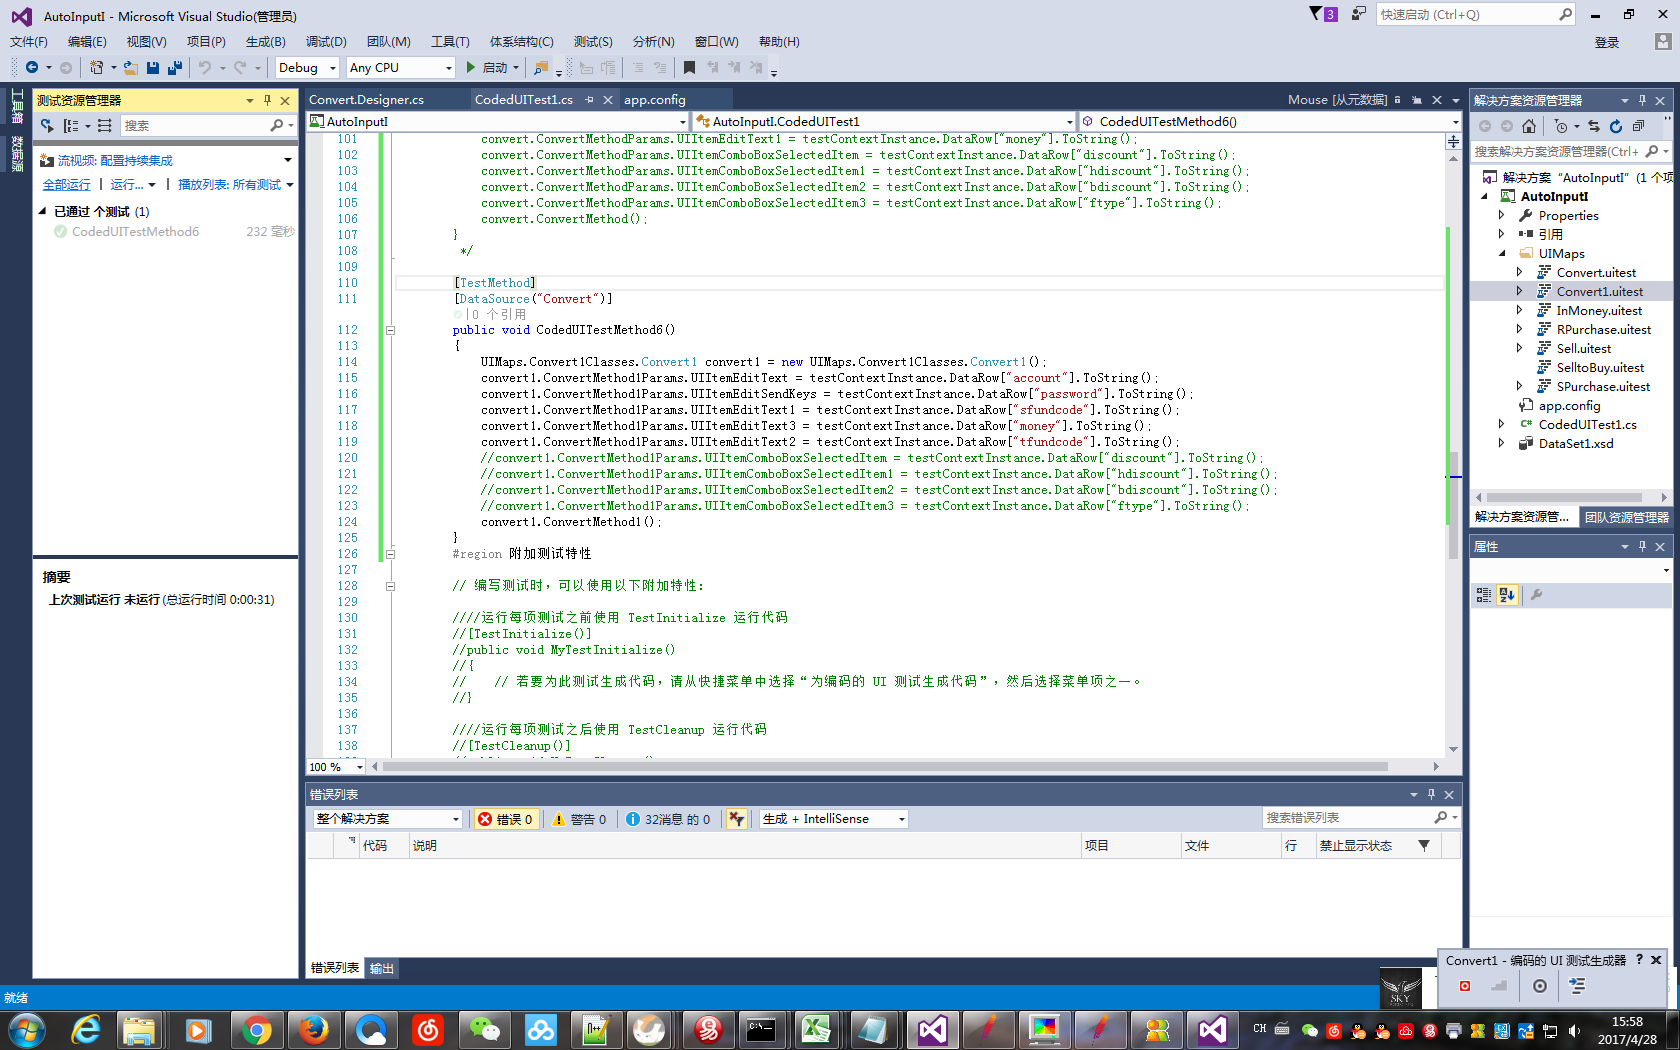 AutoInputI - Microsoft Visual Studio(管理员)
3
快速启动 (Ctrl+Q)
文件(F) 编辑(E) 视图(V) 项目(P) 生成(B) 调试(D) 团队(M) 工具(T) 体系结构(C) 测试(S) 分析(N) 窗口(W) 帮助(H)
登录
Debug Any CPU 启动
工具箱
数据源
测试资源管理器
搜索
流视频: 配置持续集成
全部运行 | 运行... | 播放列表: 所有测试
已通过 个测试 (1)
CodedUITestMethod6 232 毫秒
摘要
上次测试运行 未运行 (总运行时间 0:00:31)
Convert.Designer.cs CodedUITest1.cs app.config Mouse [从元数据]
AutoInputI AutoInputI.CodedUITest1 CodedUITestMethod6()
101 convert.ConvertMethodParams.UIItemEditText1 = testContextInstance.DataRow["money"].ToString();
102 convert.ConvertMethodParams.UIItemComboBoxSelectedItem = testContextInstance.DataRow["discount"].ToString();
103 convert.ConvertMethodParams.UIItemComboBoxSelectedItem1 = testContextInstance.DataRow["hdiscount"].ToString();
104 convert.ConvertMethodParams.UIItemComboBoxSelectedItem2 = testContextInstance.DataRow["bdiscount"].ToString();
105 convert.ConvertMethodParams.UIItemComboBoxSelectedItem3 = testContextInstance.DataRow["ftype"].ToString();
106 convert.ConvertMethod();
107 }
108 */
109
110 [TestMethod]
111 [DataSource("Convert")]
|0 个引用
112 public void CodedUITestMethod6()
113 {
114 UIMaps.Convert1Classes.Convert1 convert1 = new UIMaps.Convert1Classes.Convert1();
115 convert1.ConvertMethod1Params.UIItemEditText = testContextInstance.DataRow["account"].ToString();
116 convert1.ConvertMethod1Params.UIItemEditSendKeys = testContextInstance.DataRow["password"].ToString();
117 convert1.ConvertMethod1Params.UIItemEditText1 = testContextInstance.DataRow["sfundcode"].ToString();
118 convert1.ConvertMethod1Params.UIItemEditText3 = testContextInstance.DataRow["money"].ToString();
119 convert1.ConvertMethod1Params.UIItemEditText2 = testContextInstance.DataRow["tfundcode"].ToString();
120 //convert1.ConvertMethod1Params.UIItemComboBoxSelectedItem = testContextInstance.DataRow["discount"].ToString();
121 //convert1.ConvertMethod1Params.UIItemComboBoxSelectedItem1 = testContextInstance.DataRow["hdiscount"].ToString();
122 //convert1.ConvertMethod1Params.UIItemComboBoxSelectedItem2 = testContextInstance.DataRow["bdiscount"].ToString();
123 //convert1.ConvertMethod1Params.UIItemComboBoxSelectedItem3 = testContextInstance.DataRow["ftype"].ToString();
124 convert1.ConvertMethod1();
125 }
126 #region 附加测试特性
127
128 // 编写测试时，可以使用以下附加特性:
129
130 ////运行每项测试之前使用 TestInitialize 运行代码
131 //[TestInitialize()]
132 //public void MyTestInitialize()
133 //{
134 // // 若要为此测试生成代码，请从快捷菜单中选择“为编码的 UI 测试生成代码”，然后选择菜单项之一。
135 //}
136
137 ////运行每项测试之后使用 TestCleanup 运行代码
138 //[TestCleanup()]
100 %
错误列表
整个解决方案 错误 0 警告 0 32消息 的 0 生成 + IntelliSense 搜索错误列表
代码 说明 项目 文件 行 禁止显示状态
错误列表 输出
解决方案资源管理器
搜索解决方案资源管理器(Ctrl+
解决方案 “AutoInputI” (1 个项
AutoInputI
Properties
引用
UIMaps
Convert.uitest
Convert1.uitest
InMoney.uitest
RPurchase.uitest
Sell.uitest
SelltoBuy.uitest
SPurchase.uitest
app.config
CodedUITest1.cs
DataSet1.xsd
解决方案资源管... 团队资源管理器
属性
Convert1 - 编码的 UI 测试生成器 ?
SKY
就绪
CH
15:58
2017/4/28